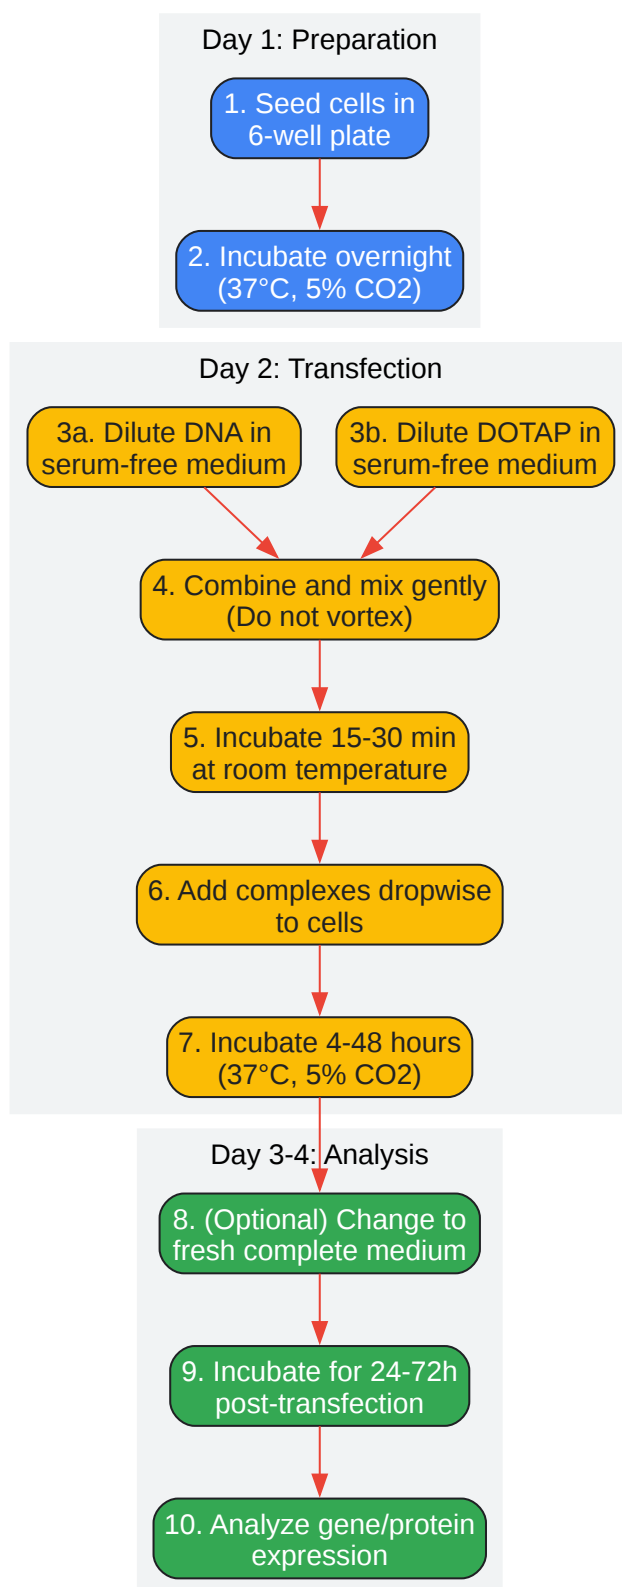 Day 1: Preparation
1. Seed cells in
6-well plate
2. Incubate overnight
(37°C, 5% CO2)
Day 2: Transfection
3a. Dilute DNA in
serum-free medium
3b. Dilute DOTAP in
serum-free medium
4. Combine and mix gently
(Do not vortex)
5. Incubate 15-30 min
at room temperature
6. Add complexes dropwise
to cells
7. Incubate 4-48 hours
(37°C, 5% CO2)
Day 3-4: Analysis
8. (Optional) Change to
fresh complete medium
9. Incubate for 24-72h
post-transfection
10. Analyze gene/protein
expression